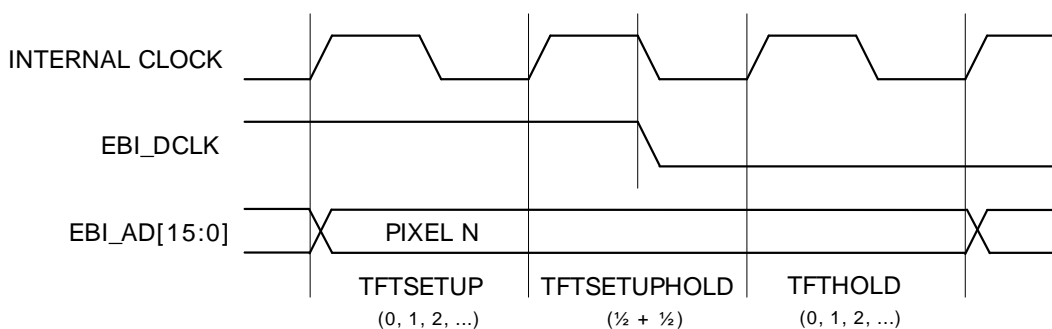 INTERNAL CLOCK
EBI_DCLK
EBI_AD[15:0]
PIXEL N
TFTSETUP TFTSETUPHOLD TFTHOLD
(0, 1, 2, ...) (½ + ½) (0, 1, 2, ...)